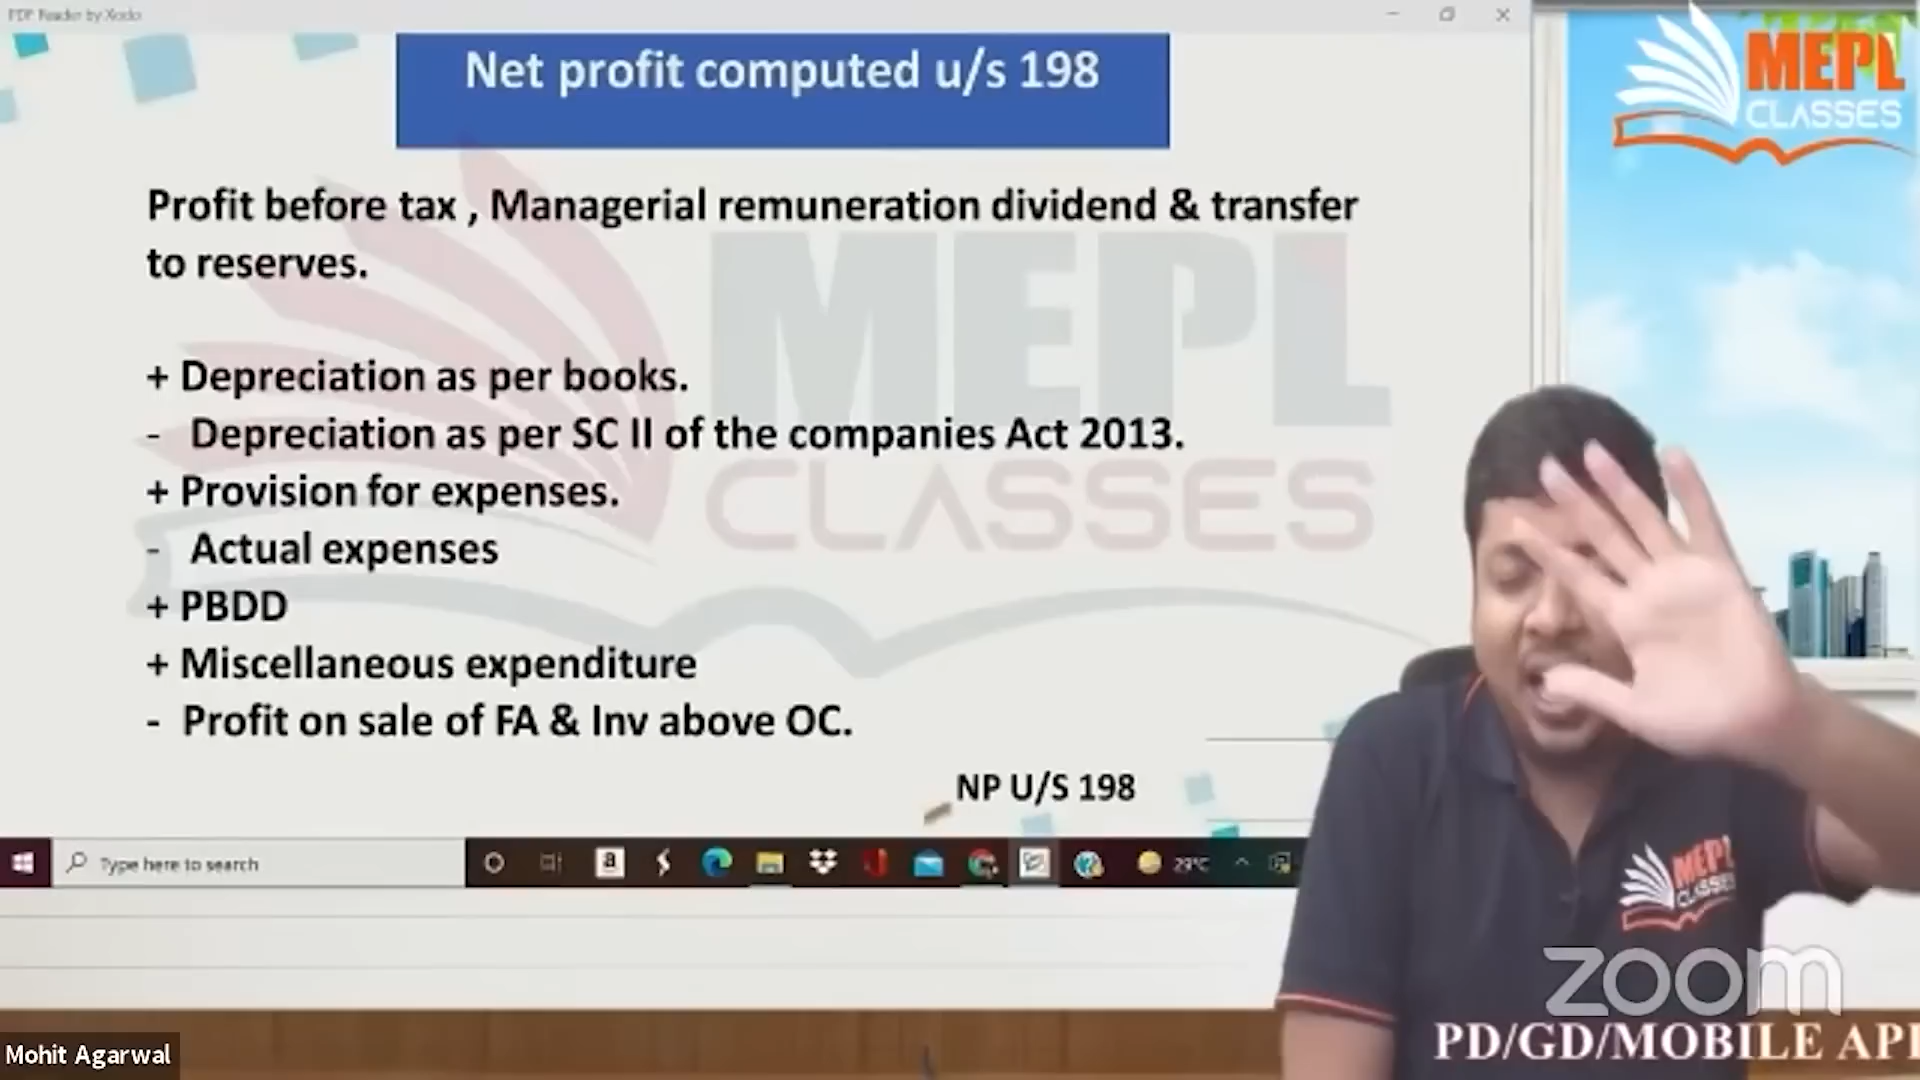 PDF Reader by Xodo
Net profit computed u/s 198
MEPL
CLASSES
Profit before tax , Managerial remuneration dividend & transfer
to reserves.
MEPL
CLASSES
+ Depreciation as per books.
- Depreciation as per SC II of the companies Act 2013.
+ Provision for expenses.
- Actual expenses
+ PBDD
+ Miscellaneous expenditure
- Profit on sale of FA & Inv above OC.
NP U/S 198
Type here to search
29°C
MEPL
CLASSES
zoom
PD/GD/MOBILE API
Mohit Agarwal